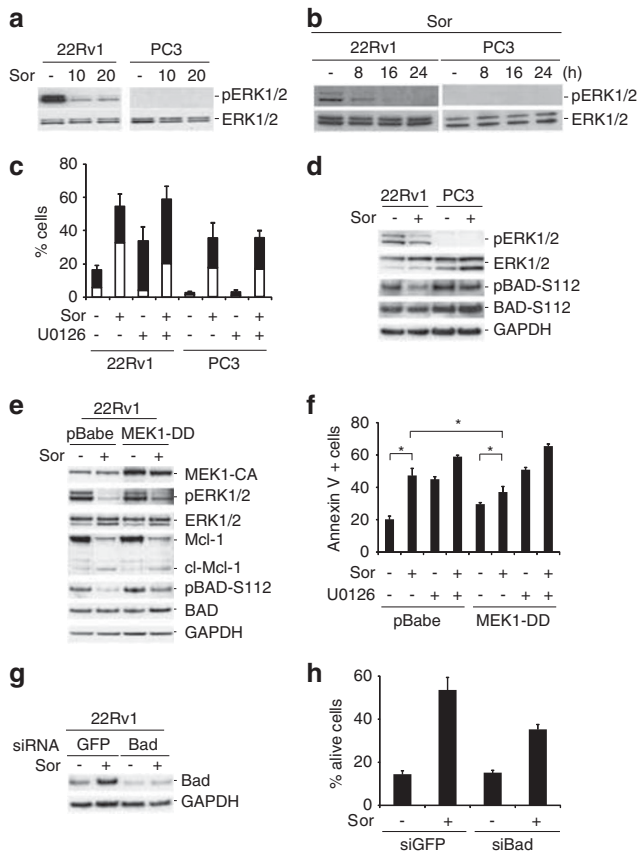 a
22Rv1 PC3
Sor - 10 20 - 10 20
pERK1/2
ERK1/2
b
Sor
22Rv1 PC3
- 8 16 24 - 8 16 24 (h)
pERK1/2
ERK1/2
c
% cells
80
60
40
20
0
Sor - + - + - + - +
U0126 - - + + - - + +
22Rv1 PC3
d
22Rv1 PC3
Sor - + - +
pERK1/2
ERK1/2
pBAD-S112
BAD-S112
GAPDH
e
22Rv1
pBabe MEK1-DD
Sor - + - +
MEK1-CA
pERK1/2
ERK1/2
Mcl-1
cl-Mcl-1
pBAD-S112
BAD
GAPDH
f
Annexin V + cells
80
60
40
20
0
*
* *
Sor - + - + - + - +
U0126 - - + + - - + +
pBabe MEK1-DD
g
22Rv1
siRNA GFP Bad
Sor - + - +
Bad
GAPDH
h
% alive cells
60
40
20
0
Sor - + - +
siGFP siBad